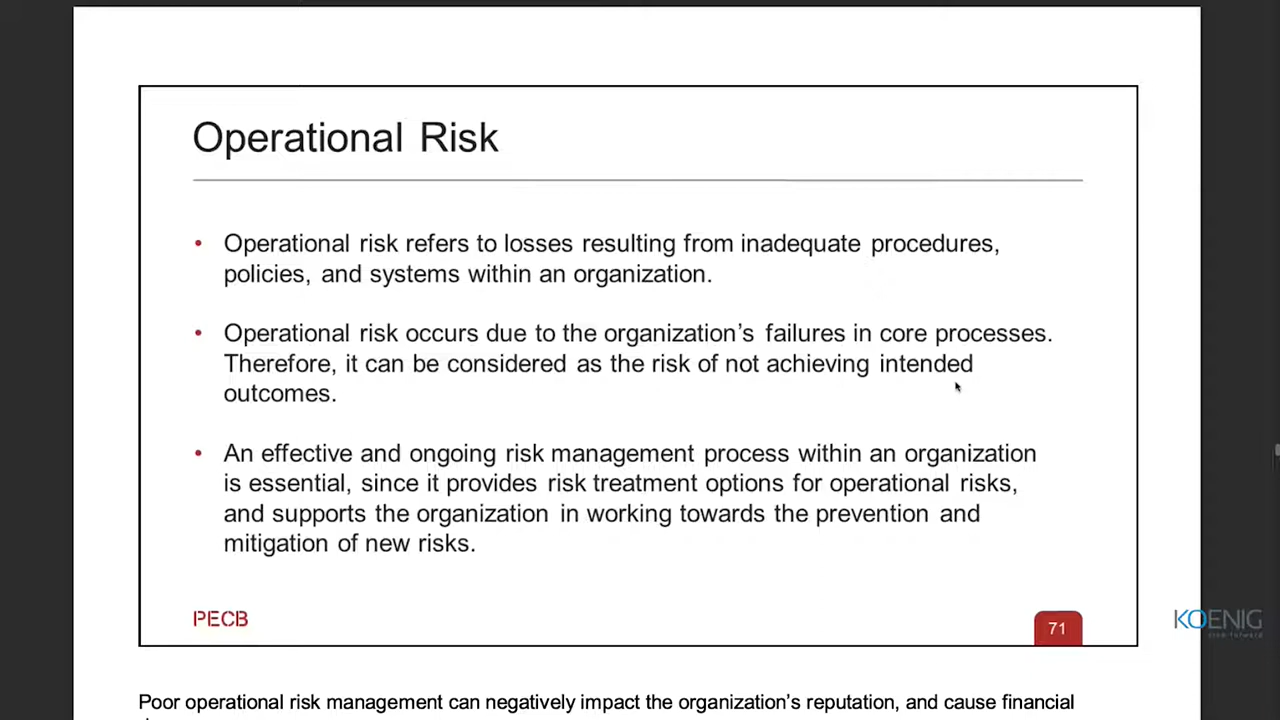 Operational Risk
• Operational risk refers to losses resulting from inadequate procedures,
policies, and systems within an organization.
• Operational risk occurs due to the organization's failures in core processes.
Therefore, it can be considered as the risk of not achieving intended
outcomes.
• An effective and ongoing risk management process within an organization
is essential, since it provides risk treatment options for operational risks,
and supports the organization in working towards the prevention and
mitigation of new risks.
PECB
71
KOENIG
step-forward
Poor operational risk management can negatively impact the organization's reputation, and cause financial